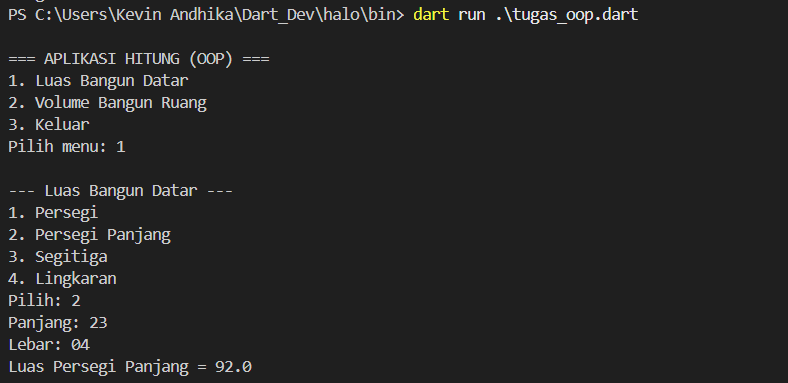 PS C:\Users\Kevin Andhika\Dart_Dev\halo\bin> dart run .\tugas_oop.dart
=== APLIKASI HITUNG (OOP) ===
1. Luas Bangun Datar
2. Volume Bangun Ruang
3. Keluar
Pilih menu: 1
--- Luas Bangun Datar ---
1. Persegi
2. Persegi Panjang
3. Segitiga
4. Lingkaran
Pilih: 2
Panjang: 23
Lebar: 04
Luas Persegi Panjang = 92.0